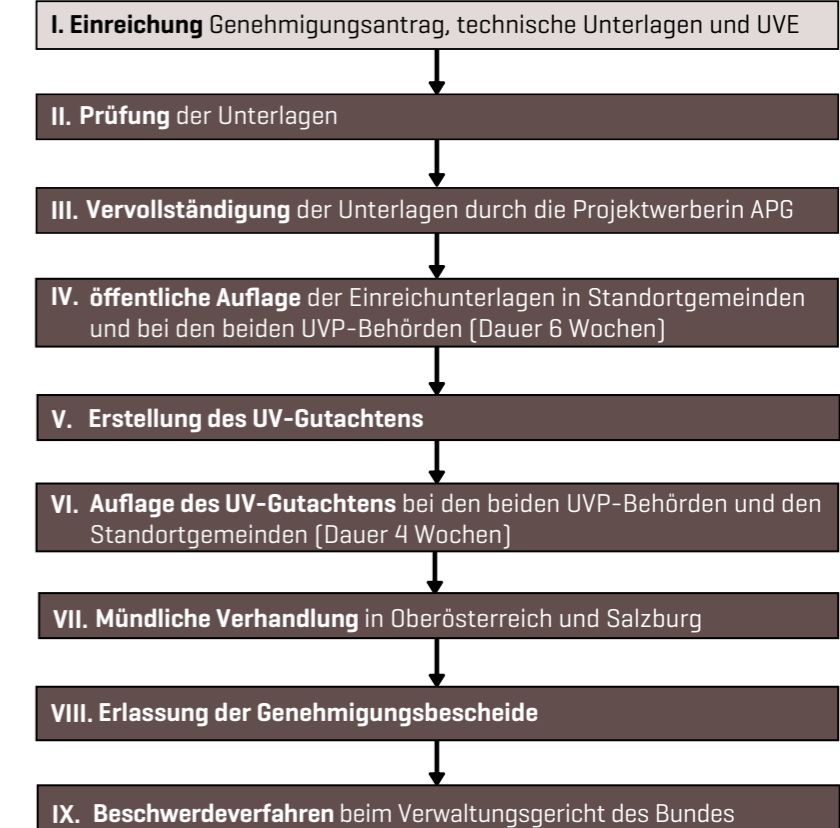 I. Einreichung Genehmigungsantrag, technische Unterlagen und UVE
II. Prüfung der Unterlagen
III. Vervollständigung der Unterlagen durch die Projektwerberin APG
IV. öffentliche Auflage der Einreichunterlagen in Standortgemeinden
und bei den beiden UVP-Behörden (Dauer 6 Wochen)
V. Erstellung des UV-Gutachtens
VI. Auflage des UV-Gutachtens bei den beiden UVP-Behörden und den
Standortgemeinden (Dauer 4 Wochen)
VII. Mündliche Verhandlung in Oberösterreich und Salzburg
VIII. Erlassung der Genehmigungsbescheide
IX. Beschwerdeverfahren beim Verwaltungsgericht des Bundes